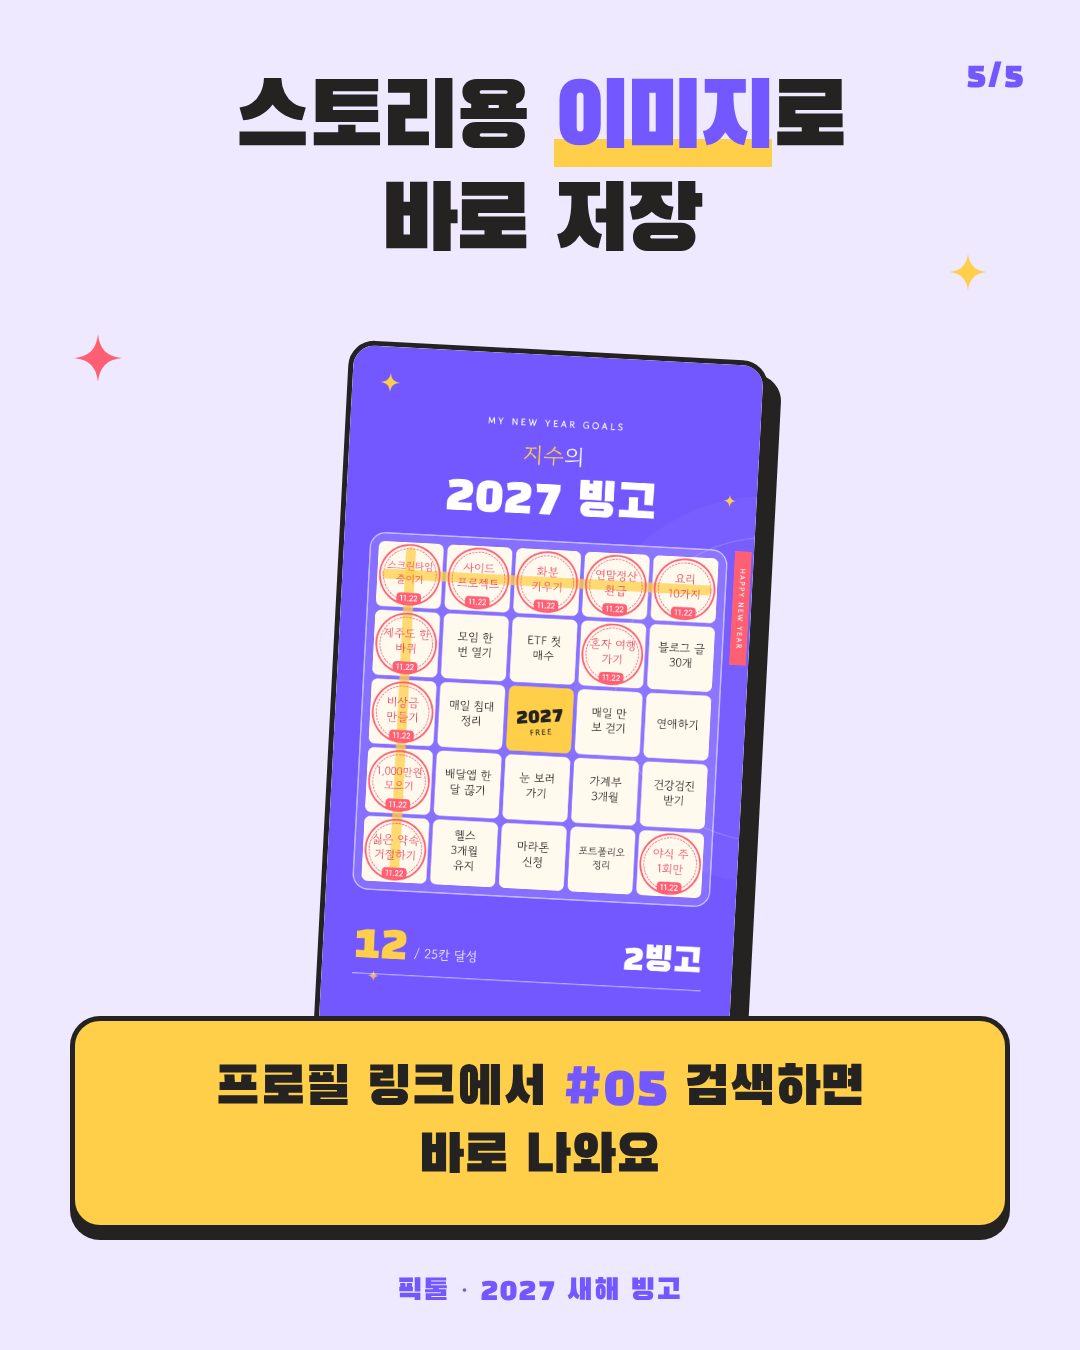 5/5
스토리용 이미지로
바로 저장
MY NEW YEAR GOALS
지수의
2027 빙고
스크린타임
줄이기
11.22
사이드
프로젝트
11.22
화분
키우기
11.22
연말정산
환급
11.22
요리
10가지
11.22
HAPPY NEW YEAR
제주도 한
바퀴
11.22
모임 한
번 열기
ETF 첫
매수
혼자 여행
가기
11.22
블로그 글
30개
비상금
만들기
11.22
매일 침대
정리
2027
FREE
매일 만
보 걷기
연애하기
1,000만원
모으기
11.22
배달앱 한
달 끊기
눈 보러
가기
가계부
3개월
건강검진
받기
싫은 약속
거절하기
11.22
헬스
3개월
유지
마라톤
신청
포트폴리오
정리
야식 주
1회만
11.22
12 / 25칸 달성
2빙고
프로필 링크에서 #05 검색하면
바로 나와요
픽툴 · 2027 새해 빙고